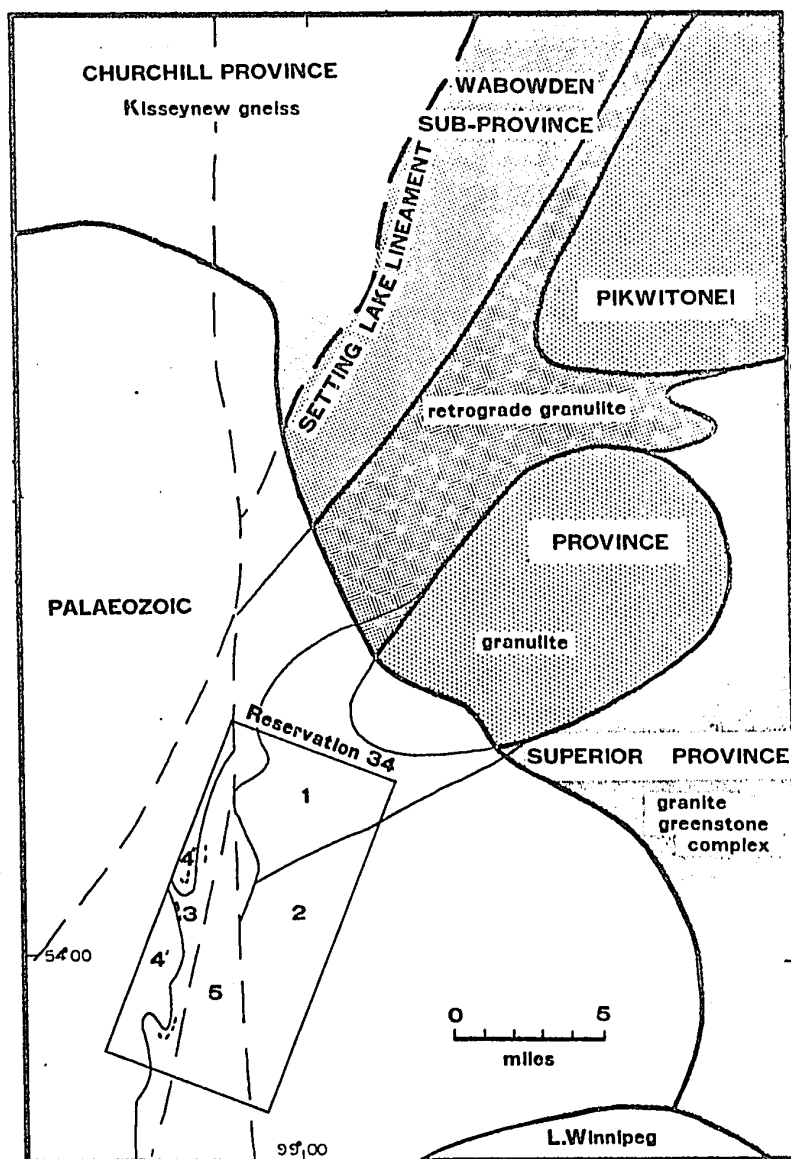 CHURCHILL PROVINCE
Kisseynew gneiss
WABOWDEN
SUB-PROVINCE
SETTING LAKE LINEAMENT
PIKWITONEI
retrograde granulite
PROVINCE
PALAEOZOIC
granulite
Reservation 34
SUPERIOR PROVINCE
1
granite
greenstone
complex
4'
3
2
54°00
4'
5
0 5
miles
99°00
L.Winnipeg